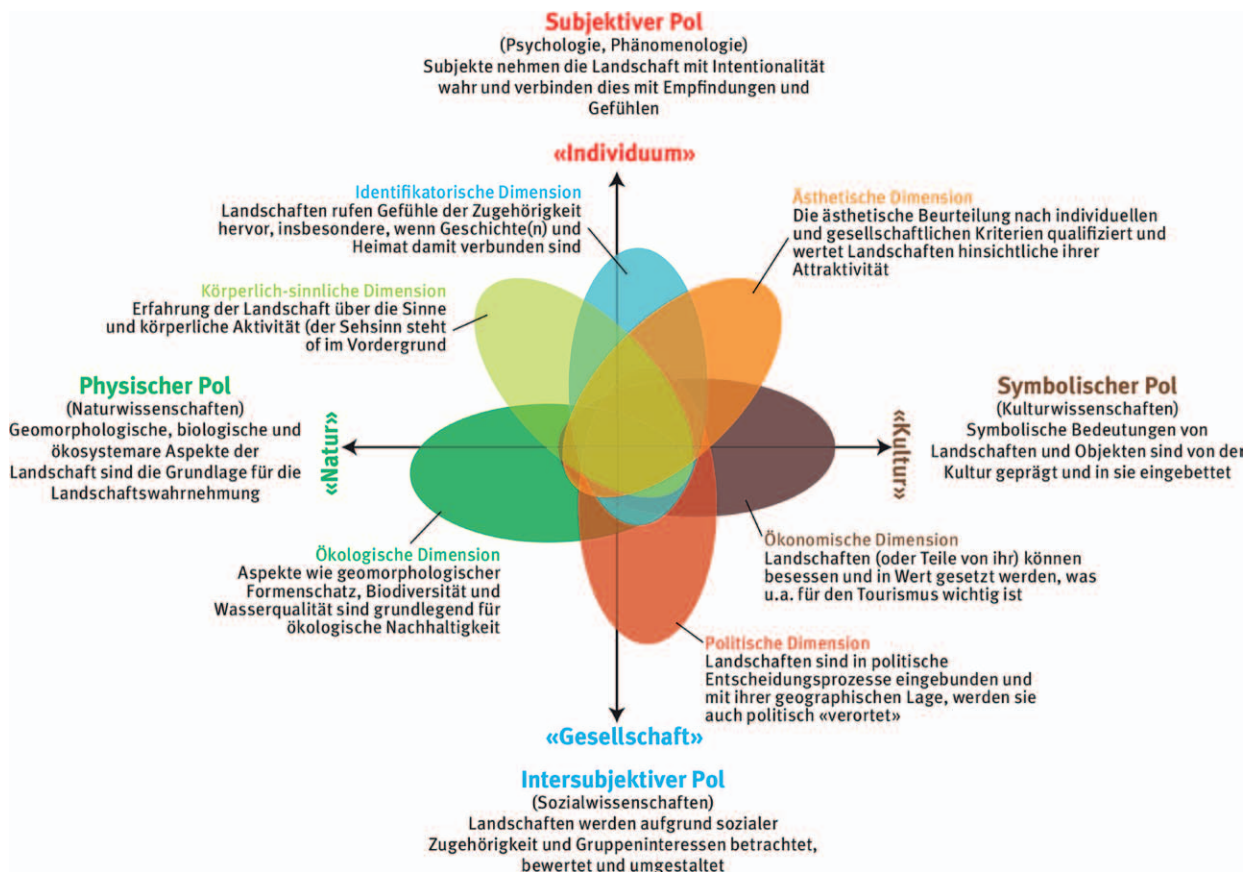 Subjektiver Pol
(Psychologie, Phänomenologie)
Subjekte nehmen die Landschaft mit Intentionalität
wahr und verbinden dies mit Empfindungen und
Gefühlen
«Individuum»
Identifikatorische Dimension
Landschaften rufen Gefühle der Zugehörigkeit
hervor, insbesondere, wenn Geschichte(n) und
Heimat damit verbunden sind
Ästhetische Dimension
Die ästhetische Beurteilung nach individuellen
und gesellschaftlichen Kriterien qualifiziert und
wertet Landschaften hinsichtliche ihrer
Attraktivität
Körperlich-sinnliche Dimension
Erfahrung der Landschaft über die Sinne
und körperliche Aktivität (der Sehsinn steht
of im Vordergrund
Physischer Pol
(Naturwissenschaften)
Geomorphologische, biologische und
ökosystemare Aspekte der
Landschaft sind die Grundlage für die
Landschaftswahrnehmung
«Natur»
«Kultur»
Symbolischer Pol
(Kulturwissenschaften)
Symbolische Bedeutungen von
Landschaften und Objekten sind von der
Kultur geprägt und in sie eingebettet
Ökologische Dimension
Aspekte wie geomorphologischer
Formenschatz, Biodiversität und
Wasserqualität sind grundlegend für
ökologische Nachhaltigkeit
Ökonomische Dimension
Landschaften (oder Teile von ihr) können
besessen und in Wert gesetzt werden, was
u.a. für den Tourismus wichtig ist
Politische Dimension
Landschaften sind in politische
Entscheidungsprozesse eingebunden und
mit ihrer geographischen Lage, werden sie
auch politisch «verortet»
«Gesellschaft»
Intersubjektiver Pol
(Sozialwissenschaften)
Landschaften werden aufgrund sozialer
Zugehörigkeit und Gruppeninteressen betrachtet,
bewertet und umgestaltet